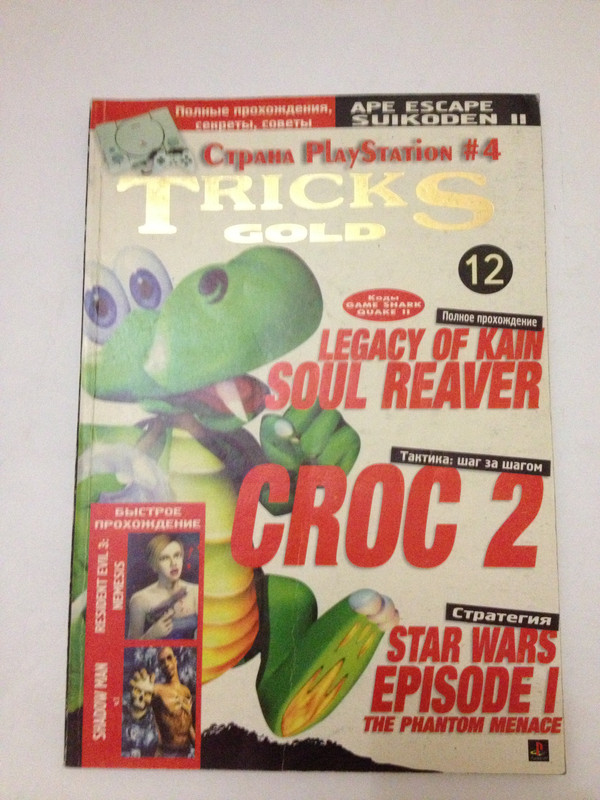 Полные прохождения,
секреты, советы
APE ESCAPE
SUIKODEN II
Страна PlayStation #4
TRICKS
GOLD
12
Коды
GAME SHARK
QUAKE II
Полное прохождение
LEGACY OF KAIN
SOUL REAVER
Тактика: шаг за шагом
CROC 2
БЫСТРОЕ
ПРОХОЖДЕНИЕ
RESIDENT EVIL 3:
NEMESIS
SHADOW MAN
Стратегия
STAR WARS
EPISODE I
THE PHANTOM MENACE